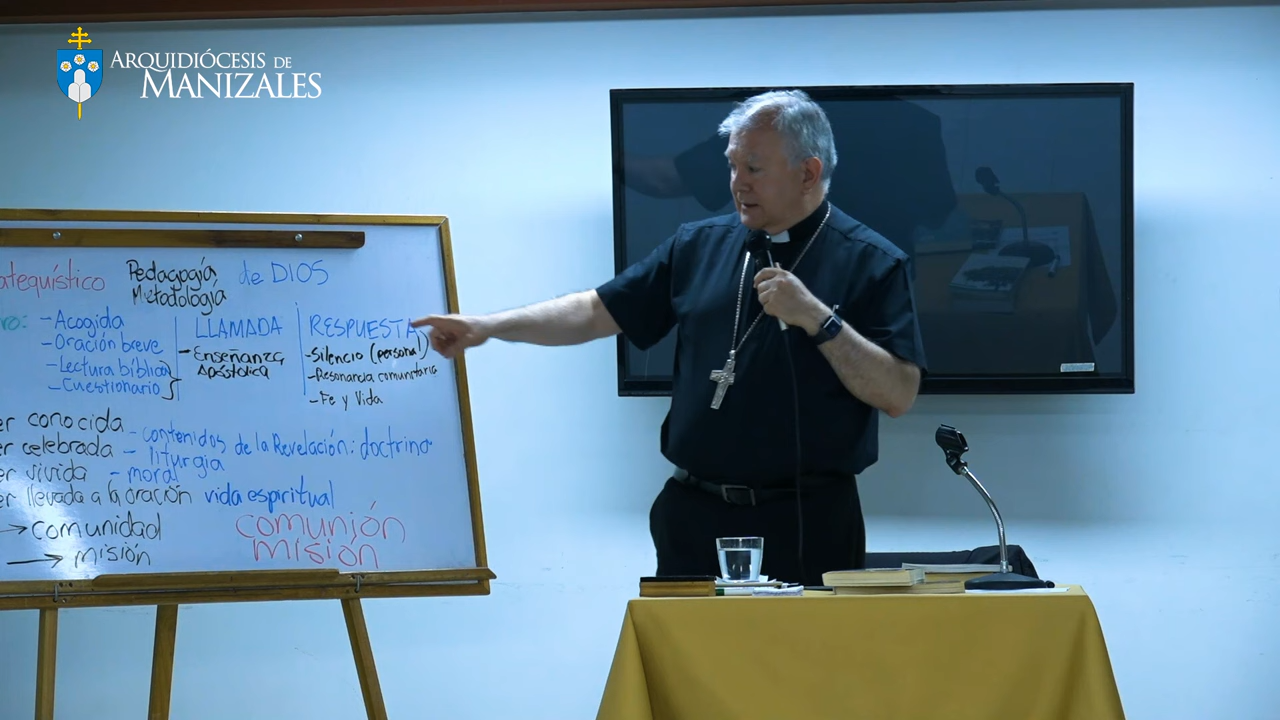 ARQUIDIÓCESIS DE
MANIZALES
atequístico Pedagogía, de DIOS
Metodología
ro: - Acogida LLAMADA RESPUESTA
- Oración breve - Enseñanza - Silencio (personal)
- Lectura bíblica Apóstolica - Resonancia comunitaria
- Cuestionario - Fe y Vida
er conocida - contenidos de la Revelación: doctrina
er celebrada - liturgia
er vivida - moral
er llevada a la oración vida espiritual
→ comunidad comunión
→ misión misión